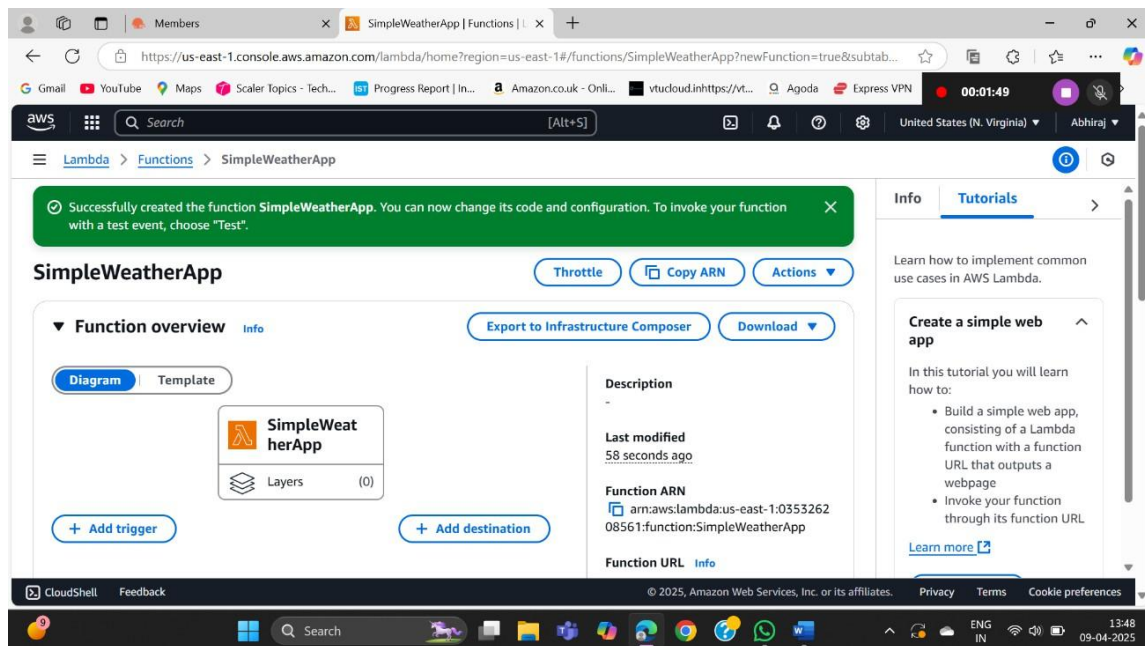 Members
SimpleWeatherApp | Functions | L
https://us-east-1.console.aws.amazon.com/lambda/home?region=us-east-1#/functions/SimpleWeatherApp?newFunction=true&subtab...
Gmail YouTube Maps Scaler Topics - Tech... Progress Report | In... Amazon.co.uk - Onli... vtucloud.inhttps://vt... Agoda Express VPN
00:01:49
aws Search [Alt+S] United States (N. Virginia) ▼ Abhiraj ▼
Lambda > Functions > SimpleWeatherApp
Successfully created the function SimpleWeatherApp. You can now change its code and configuration. To invoke your function
with a test event, choose "Test".
SimpleWeatherApp
Throttle Copy ARN Actions ▼
▼ Function overview Info
Export to Infrastructure Composer Download ▼
Diagram Template
SimpleWeat
herApp
Layers (0)
+ Add trigger
+ Add destination
Description
-
Last modified
58 seconds ago
Function ARN
arn:aws:lambda:us-east-1:0353262
08561:function:SimpleWeatherApp
Function URL Info
Info Tutorials
Learn how to implement common
use cases in AWS Lambda.
Create a simple web
app
In this tutorial you will learn
how to:
• Build a simple web app,
consisting of a Lambda
function with a function
URL that outputs a
webpage
• Invoke your function
through its function URL
Learn more
CloudShell Feedback © 2025, Amazon Web Services, Inc. or its affiliates. Privacy Terms Cookie preferences
9
Search
ENG
IN
13:48
09-04-2025